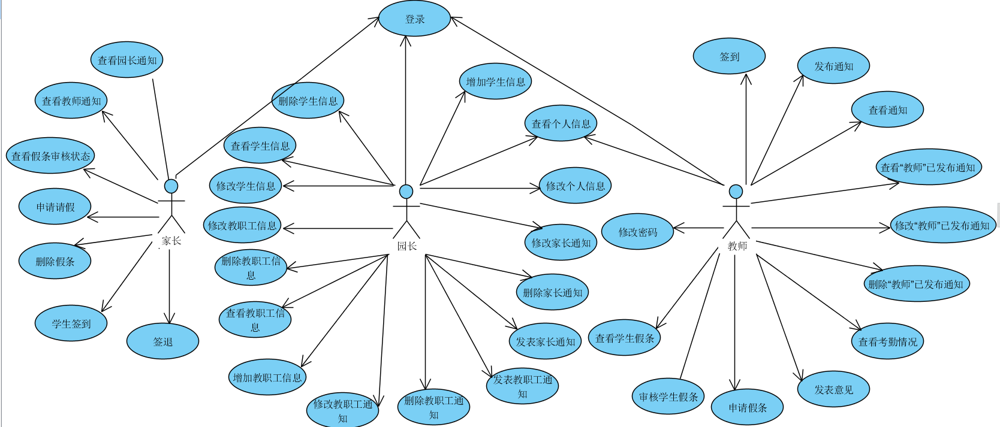 登录
查看园长通知
签到
发布通知
增加学生信息
查看教师通知
删除学生信息
查看通知
查看个人信息
查看学生信息
查看假条审核状态
查看“教师”已发布通知
修改学生信息
修改个人信息
申请请假
修改教职工信息
修改“教师”已发布通知
修改密码
家长
园长
修改家长通知
教师
删除假条
删除教职工信
息
删除“教师”已发布通知
删除家长通知
查看教职工信
息
学生签到
签退
发表家长通知
查看学生假条
查看考勤情况
增加教职工信息
发表教职工通
知
发表意见
审核学生假条
修改教职工通
知
删除教职工通
知
申请假条